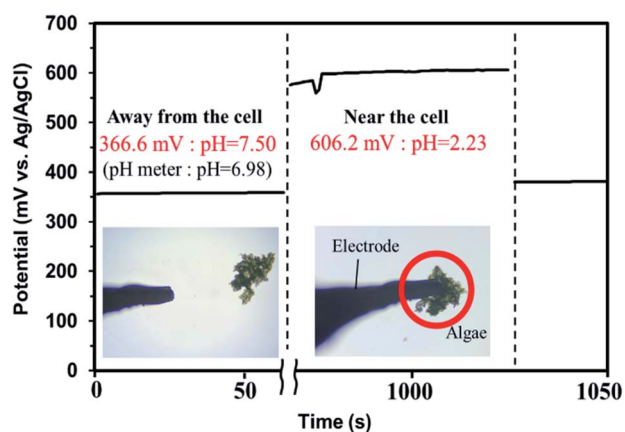 700
600
500
400
300
200
100
0
Potential (mV vs. Ag/AgCl)
Away from the cell
366.6 mV : pH=7.50
(pH meter : pH=6.98)
Near the cell
606.2 mV : pH=2.23
Electrode
Algae
0
50
1000
1050
Time (s)